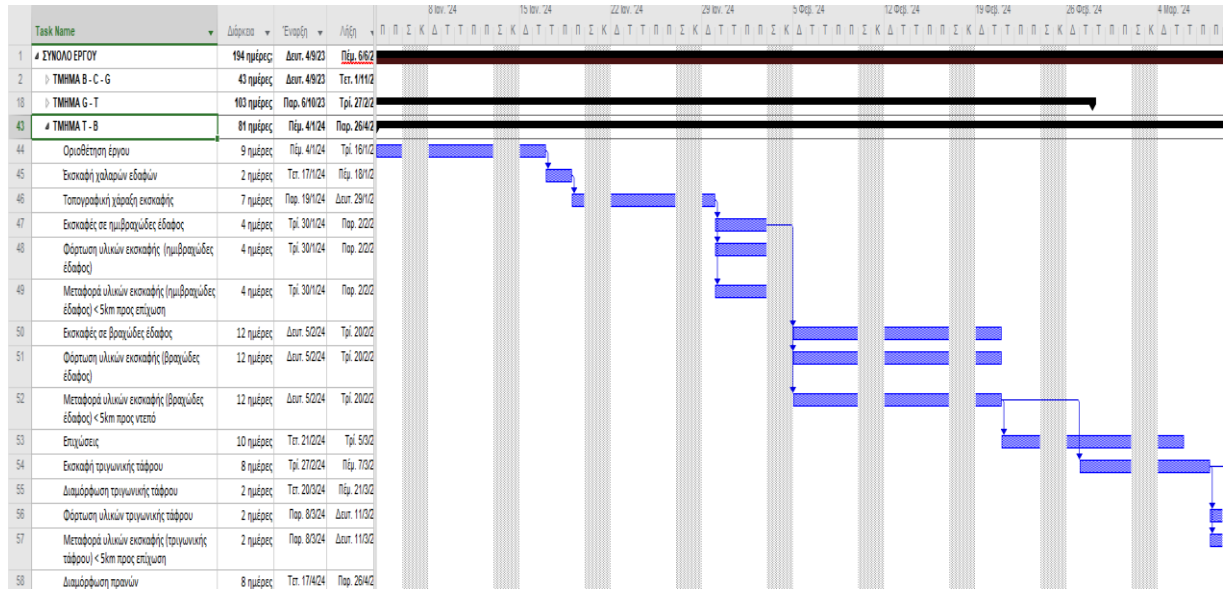 8 Ιαν. '24 15 Ιαν. '24 22 Ιαν. '24 29 Ιαν. '24 5 Φεβ. '24 12 Φεβ. '24 19 Φεβ. '24 26 Φεβ. '24 4 Μαρ. '24
Task Name Διάρκεια Έναρξη Λήξη Π Π Σ Κ Δ Τ Τ Π Π Σ Κ Δ Τ Τ Π Π Σ Κ Δ Τ Τ Π Π Σ Κ Δ Τ Τ Π Π Σ Κ Δ Τ Τ Π Π Σ Κ Δ Τ Τ Π Π Σ Κ Δ Τ Τ Π Π Σ Κ Δ Τ Τ Π Π Σ Κ Δ Τ Τ Π Π
1 ΣΥΝΟΛΟ ΕΡΓΟΥ 194 ημέρες Δευτ. 4/9/23 Πέμ. 6/6/2
2 ΤΜΗΜΑ B - C - G 43 ημέρες Δευτ. 4/9/23 Τετ. 1/11/2
18 ΤΜΗΜΑ G - T 103 ημέρες Παρ. 6/10/23 Τρί. 27/2/2
43 ΤΜΗΜΑ T - B 81 ημέρες Πέμ. 4/1/24 Παρ. 26/4/2
44 Οριοθέτηση έργου 9 ημέρες Πέμ. 4/1/24 Τρί. 16/1/2
45 Έκσκαφή χαλαρών εδαφών 2 ημέρες Τετ. 17/1/24 Πέμ. 18/1/2
46 Τοπογραφική χάραξη εκσκαφής 7 ημέρες Παρ. 19/1/24 Δευτ. 29/1/2
47 Εκσκαφές σε ημιβραχώδες έδαφος 4 ημέρες Τρί. 30/1/24 Παρ. 2/2/2
48 Φόρτωση υλικών εκσκαφής (ημιβραχώδες 4 ημέρες Τρί. 30/1/24 Παρ. 2/2/2
έδαφος)
49 Μεταφορά υλικών εκσκαφής (ημιβραχώδες 4 ημέρες Τρί. 30/1/24 Παρ. 2/2/2
έδαφος) < 5km προς επίχωση
50 Εκσκαφές σε βραχώδες έδαφος 12 ημέρες Δευτ. 5/2/24 Τρί. 20/2/2
51 Φόρτωση υλικών εκσκαφής (βραχώδες 12 ημέρες Δευτ. 5/2/24 Τρί. 20/2/2
έδαφος)
52 Μεταφορά υλικών εκσκαφής (βραχώδες 12 ημέρες Δευτ. 5/2/24 Τρί. 20/2/2
έδαφος) < 5km προς ντεπό
53 Επιχώσεις 10 ημέρες Τετ. 21/2/24 Τρί. 5/3/2
54 Εκσκαφή τριγωνικής τάφρου 8 ημέρες Τρί. 27/2/24 Πέμ. 7/3/2
55 Διαμόρφωση τριγωνικής τάφρου 2 ημέρες Τετ. 20/3/24 Πέμ. 21/3/2
56 Φόρτωση υλικών τριγωνικής τάφρου 2 ημέρες Παρ. 8/3/24 Δευτ. 11/3/2
57 Μεταφορά υλικών εκσκαφής (τριγωνικής 2 ημέρες Παρ. 8/3/24 Δευτ. 11/3/2
τάφρου) < 5km προς επίχωση
58 Διαμόρφωση πρανών 8 ημέρες Τετ. 17/4/24 Παρ. 26/4/2